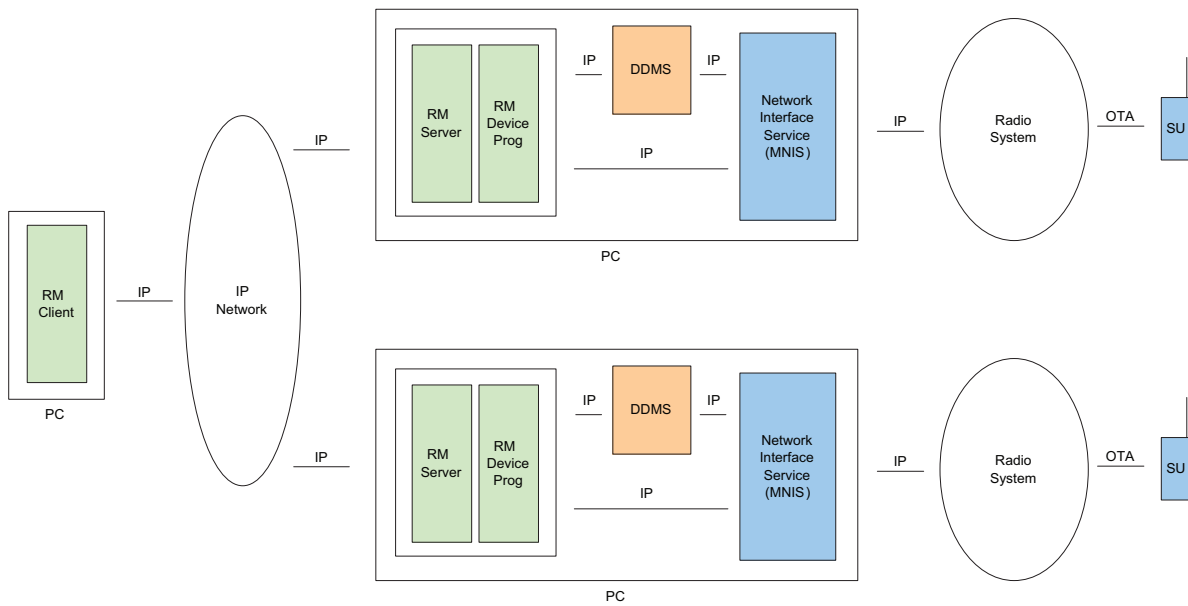 RM
Client
PC
IP
IP
Network
IP
IP
RM
Server
RM
Device
Prog
IP
DDMS
IP
IP
Network
Interface
Service
(MNIS)
PC
IP
Radio
System
OTA
SU
RM
Server
RM
Device
Prog
IP
DDMS
IP
IP
Network
Interface
Service
(MNIS)
PC
IP
Radio
System
OTA
SU